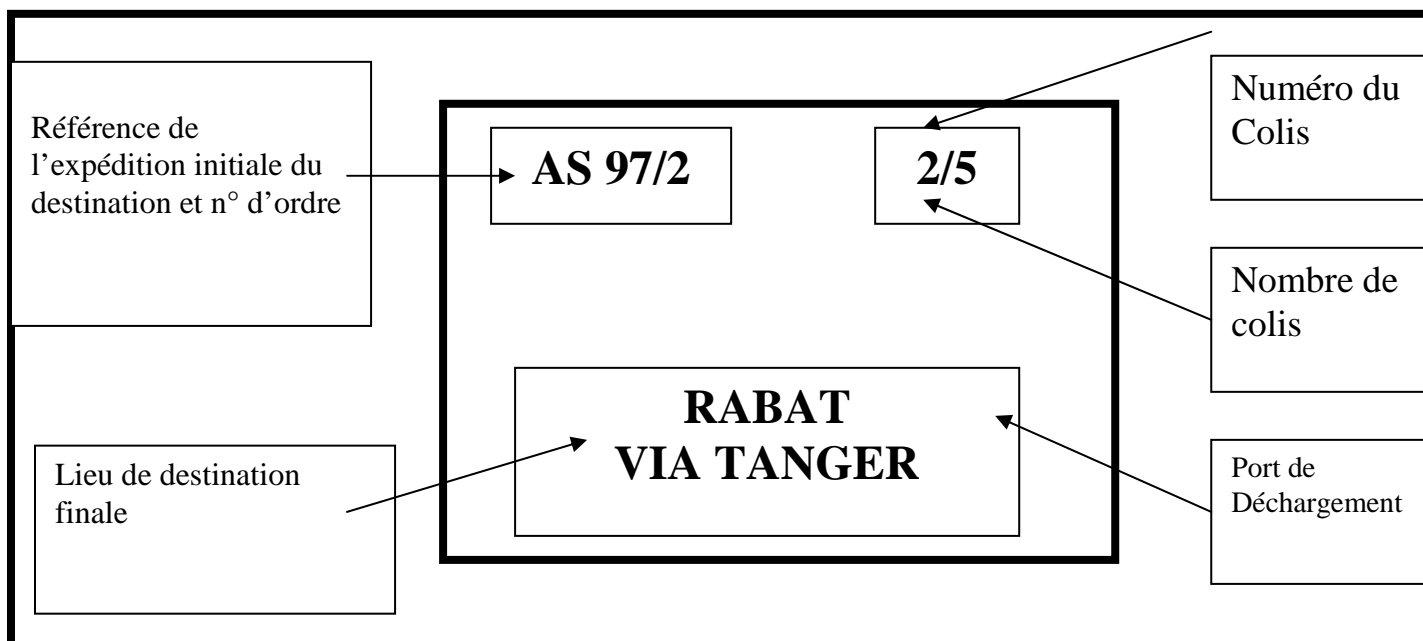 Référence de
l’expédition initiale du
destination et n° d’ordre
AS 97/2
2/5
Numéro du
Colis
Nombre de
colis
RABAT
VIA TANGER
Lieu de destination
finale
Port de
Déchargement